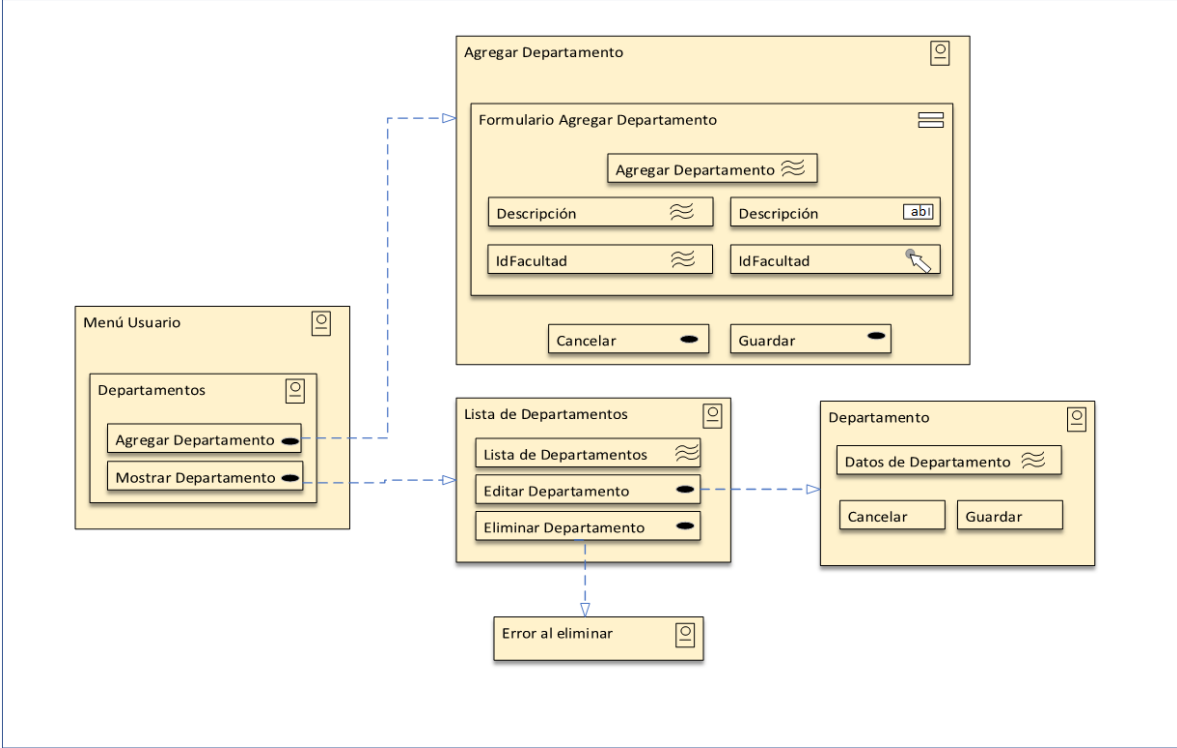 Agregar Departamento
Formulario Agregar Departamento
Agregar Departamento
Descripción
Descripción
abI
IdFacultad
IdFacultad
Menú Usuario
Cancelar
Guardar
Departamentos
Agregar Departamento
Mostrar Departamento
Lista de Departamentos
Lista de Departamentos
Editar Departamento
Eliminar Departamento
Departamento
Datos de Departamento
Cancelar
Guardar
Error al eliminar